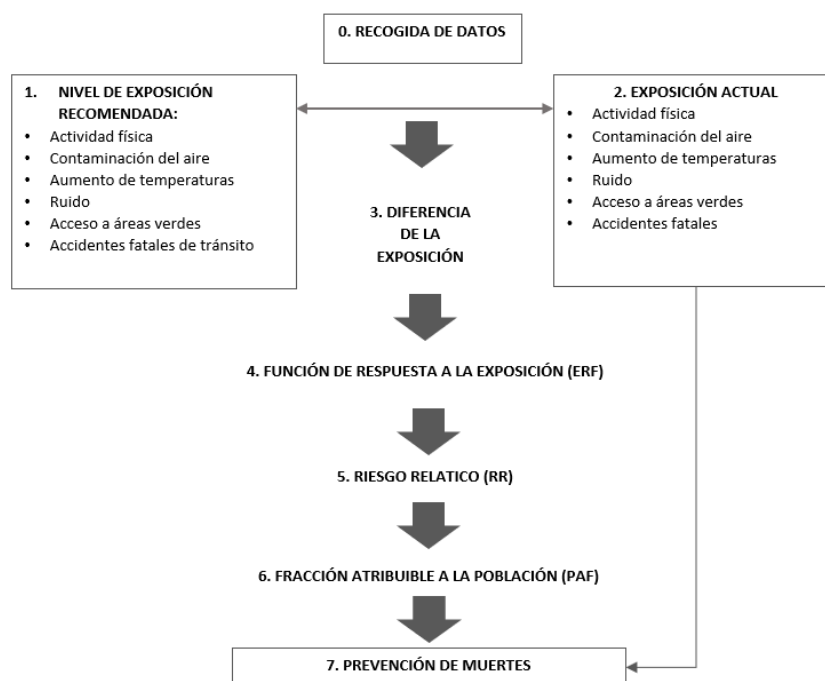 0. RECOGIDA DE DATOS
1. NIVEL DE EXPOSICIÓN
RECOMENDADA:
• Actividad física
• Contaminación del aire
• Aumento de temperaturas
• Ruido
• Acceso a áreas verdes
• Accidentes fatales de tránsito
2. EXPOSICIÓN ACTUAL
• Actividad física
• Contaminación del aire
• Aumento de temperaturas
• Ruido
• Acceso a áreas verdes
• Accidentes fatales
3. DIFERENCIA
DE LA
EXPOSICIÓN
4. FUNCIÓN DE RESPUESTA A LA EXPOSICIÓN (ERF)
5. RIESGO RELATICO (RR)
6. FRACCIÓN ATRIBUIBLE A LA POBLACIÓN (PAF)
7. PREVENCIÓN DE MUERTES